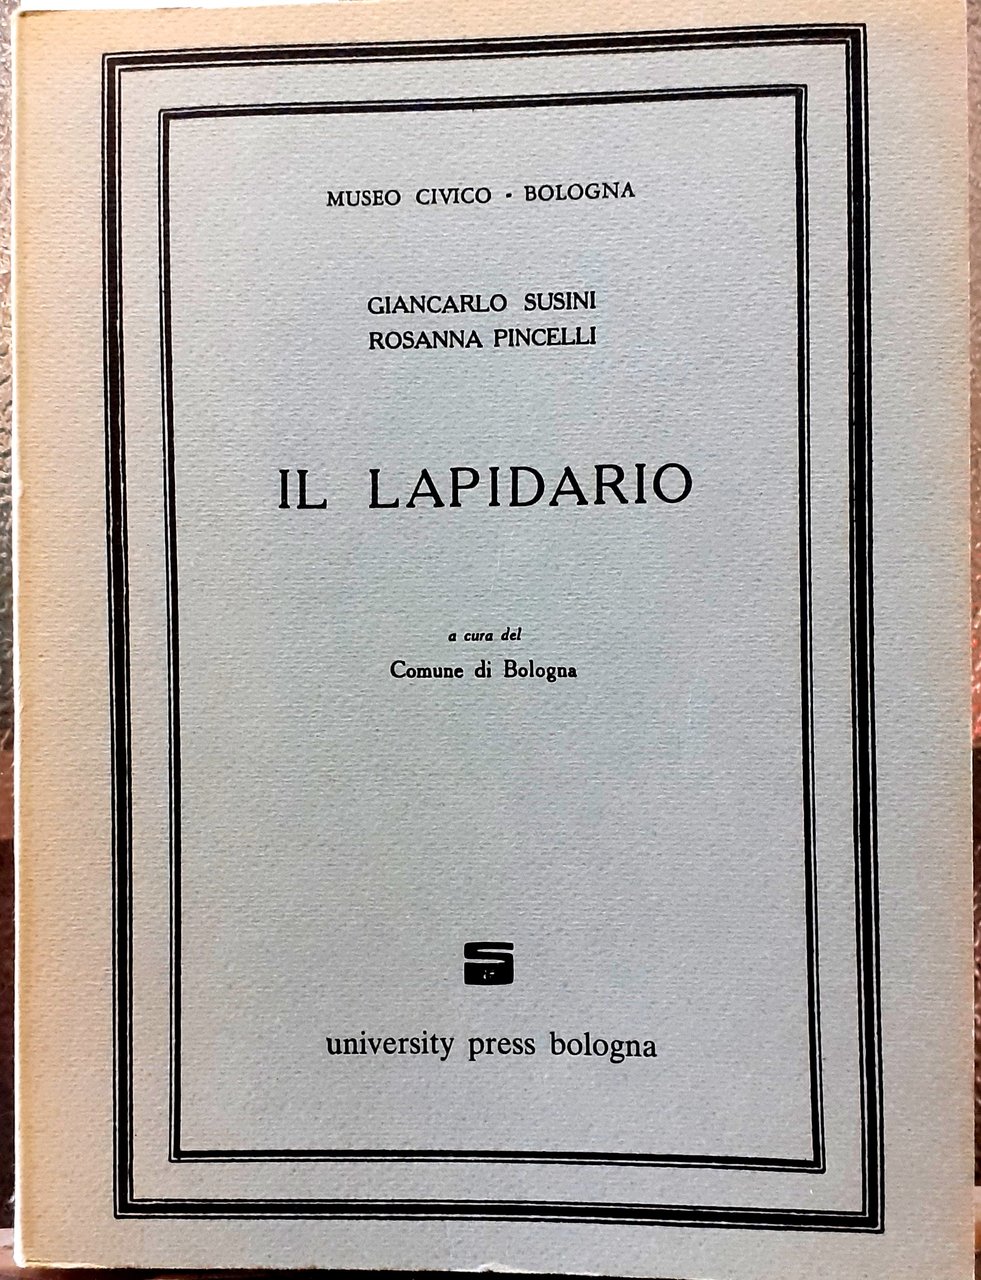 MUSEO CIVICO - BOLOGNA
GIANCARLO SUSINI
ROSANNA PINCELLI
IL LAPIDARIO
a cura del
Comune di Bologna
S
university press bologna